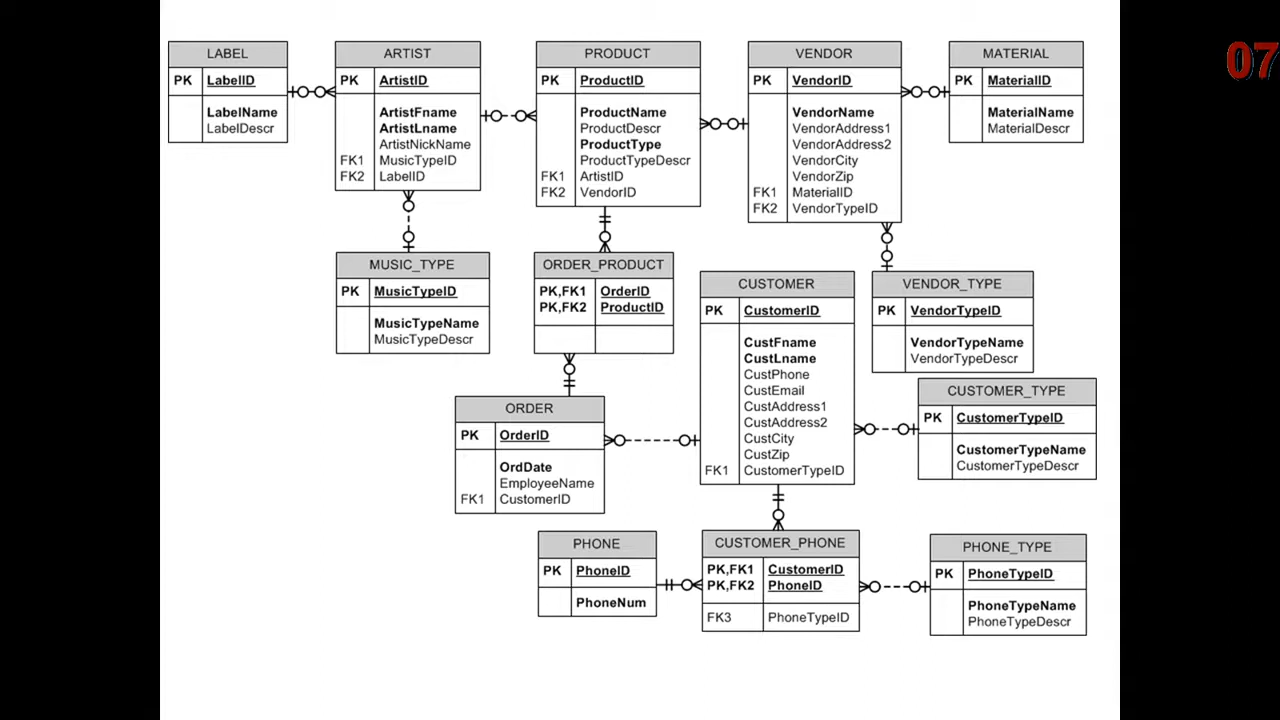 07
LABEL
PK LabelID
LabelName
LabelDescr
ARTIST
PK ArtistID
ArtistFname
ArtistLname
ArtistNickName
FK1 MusicTypeID
FK2 LabelID
PRODUCT
PK ProductID
ProductName
ProductDescr
ProductType
ProductTypeDescr
FK1 ArtistID
FK2 VendorID
VENDOR
PK VendorID
VendorName
VendorAddress1
VendorAddress2
VendorCity
VendorZip
FK1 MaterialID
FK2 VendorTypeID
MATERIAL
PK MaterialID
MaterialName
MaterialDescr
MUSIC_TYPE
PK MusicTypeID
MusicTypeName
MusicTypeDescr
ORDER_PRODUCT
PK,FK1 OrderID
PK,FK2 ProductID
CUSTOMER
PK CustomerID
CustFname
CustLname
CustPhone
CustEmail
CustAddress1
CustAddress2
CustCity
CustZip
FK1 CustomerTypeID
VENDOR_TYPE
PK VendorTypeID
VendorTypeName
VendorTypeDescr
CUSTOMER_TYPE
PK CustomerTypeID
CustomerTypeName
CustomerTypeDescr
ORDER
PK OrderID
OrdDate
EmployeeName
FK1 CustomerID
PHONE
PK PhoneID
PhoneNum
CUSTOMER_PHONE
PK,FK1 CustomerID
PK,FK2 PhoneID
FK3 PhoneTypeID
PHONE_TYPE
PK PhoneTypeID
PhoneTypeName
PhoneTypeDescr